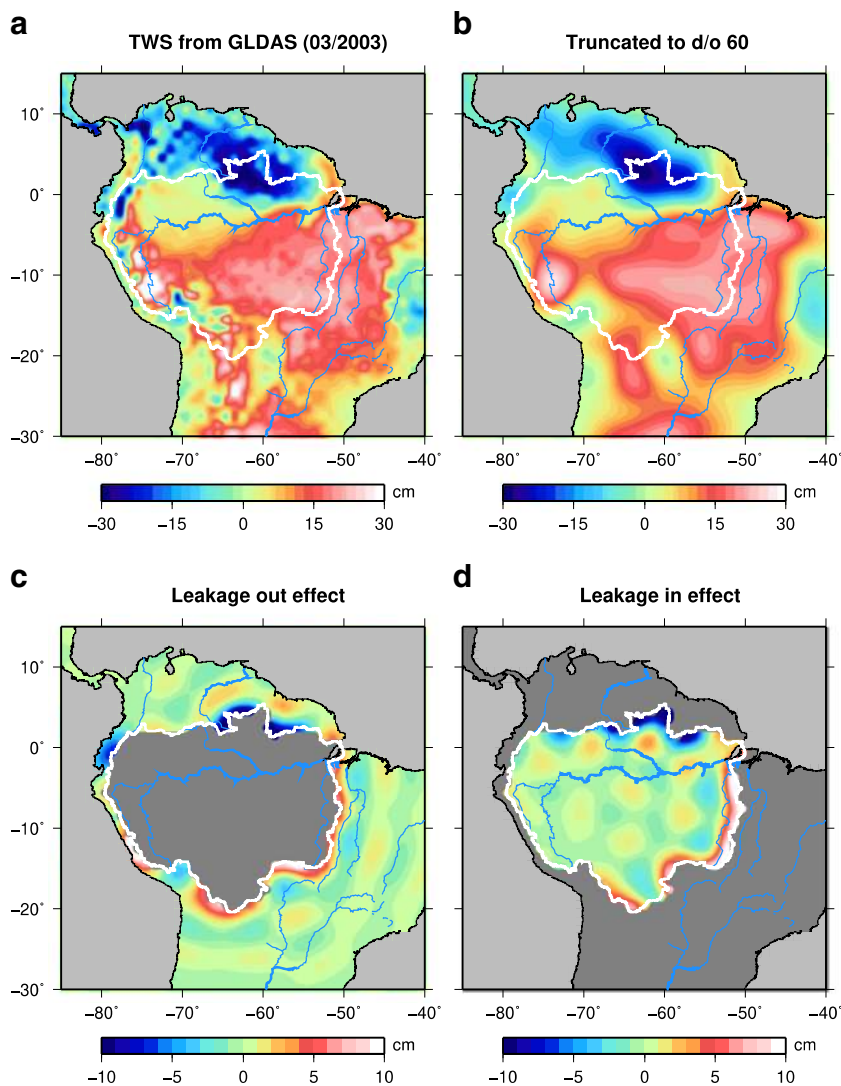 a
TWS from GLDAS (03/2003)
10˚
0˚
−10˚
−20˚
−30˚
−80˚ −70˚ −60˚ −50˚ −40˚
cm
−30 −15 0 15 30
b
Truncated to d/o 60
10˚
0˚
−10˚
−20˚
−30˚
−80˚ −70˚ −60˚ −50˚ −40˚
cm
−30 −15 0 15 30
c
Leakage out effect
10˚
0˚
−10˚
−20˚
−30˚
−80˚ −70˚ −60˚ −50˚ −40˚
cm
−10 −5 0 5 10
d
Leakage in effect
10˚
0˚
−10˚
−20˚
−30˚
−80˚ −70˚ −60˚ −50˚ −40˚
cm
−10 −5 0 5 10